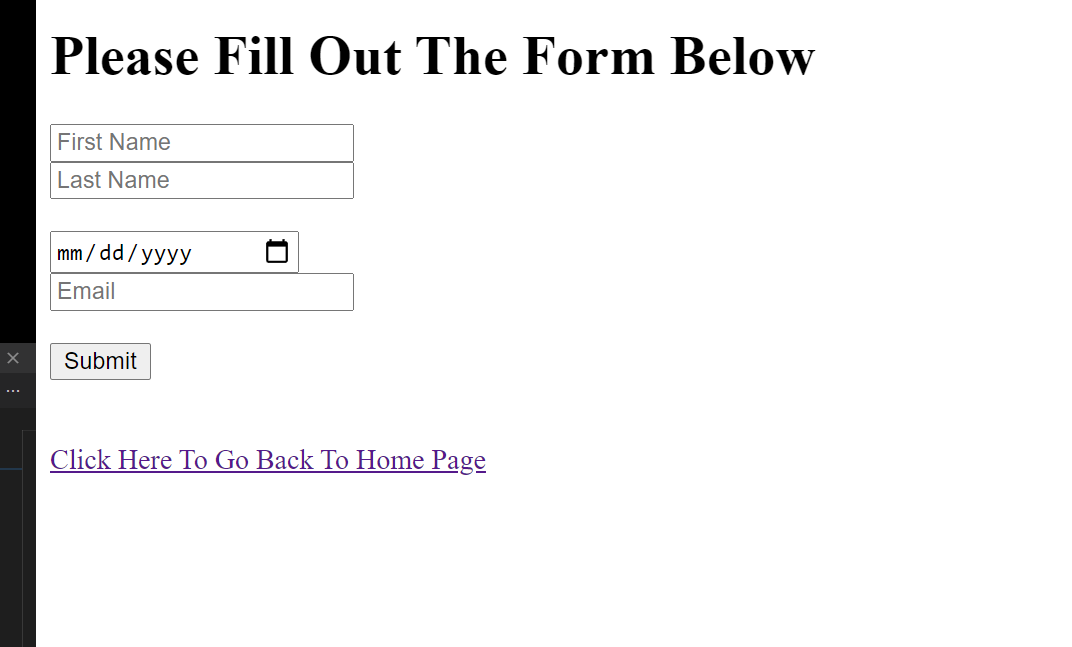 Please Fill Out The Form Below
First Name
Last Name
mm/dd/yyyy
Email
Submit
Click Here To Go Back To Home Page